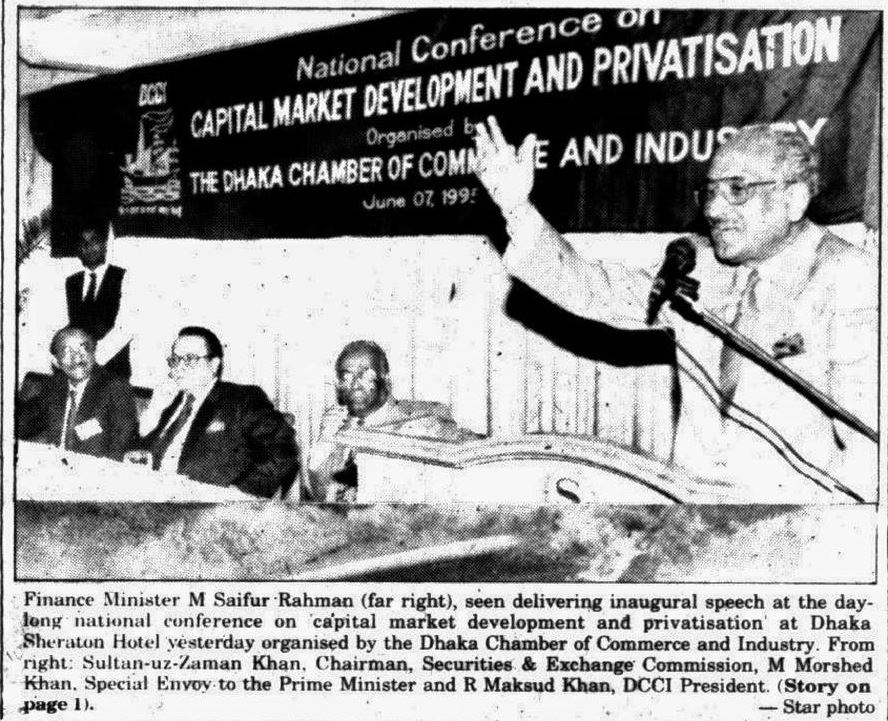 National Conference on
CAPITAL MARKET DEVELOPMENT AND PRIVATISATION
DCCI
Organised by
THE DHAKA CHAMBER OF COMM E AND INDUS RY
June 07, 199
S
Finance Minister M Saifur Rahman (far right), seen delivering inaugural speech at the day-
long national conference on 'capital market development and privatisation' at Dhaka
Sheraton Hotel yesterday organised by the Dhaka Chamber of Commerce and Industry. From
right: Sultan-uz-Zaman Khan, Chairman, Securities & Exchange Commission, M Morshed
Khan, Special Envoy to the Prime Minister and R Maksud Khan, DCCI President. (Story on
page 1). — Star photo